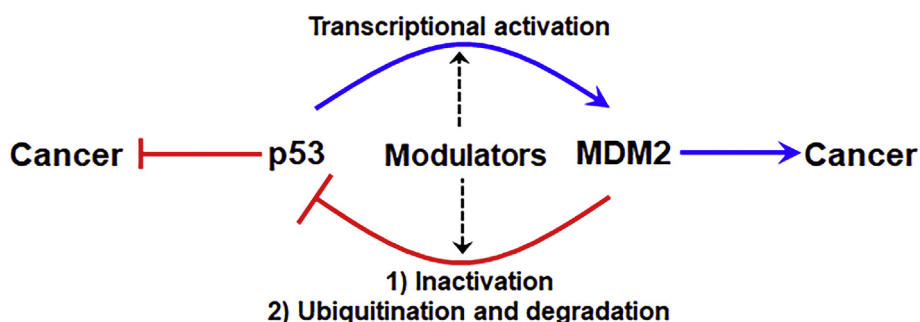 Transcriptional activation
Cancer p53 Modulators MDM2 Cancer
1) Inactivation
2) Ubiquitination and degradation